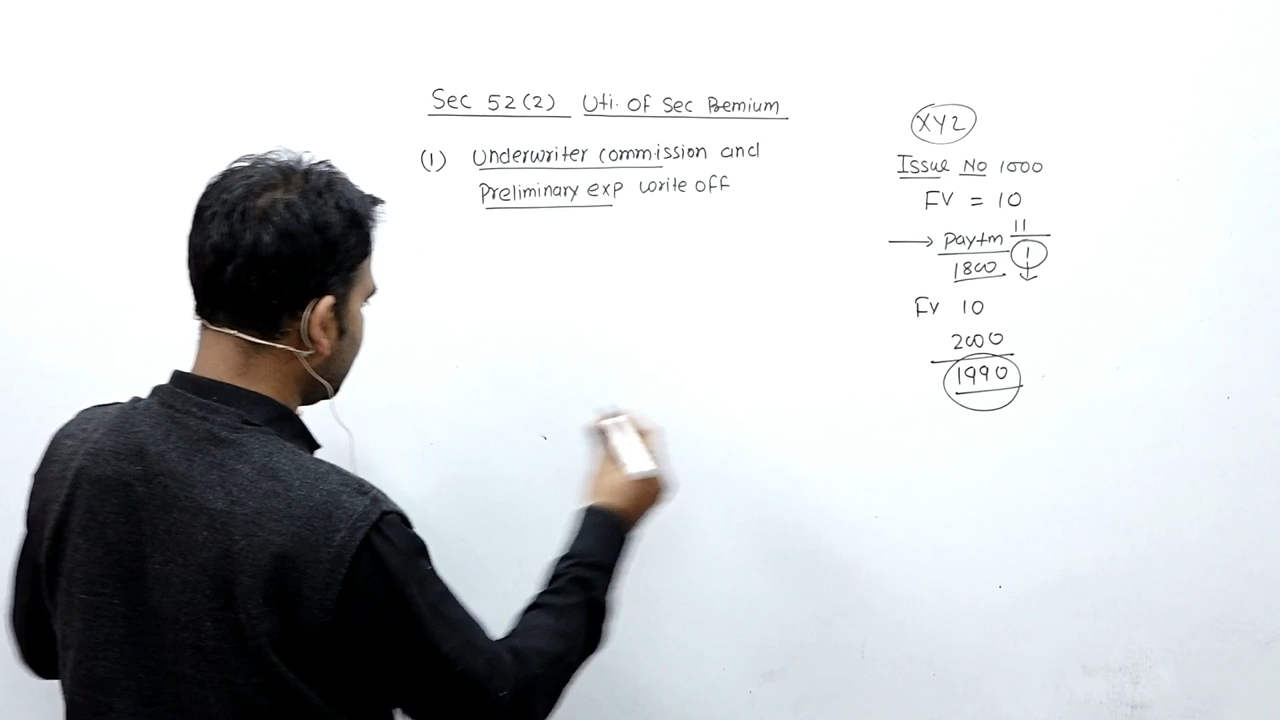 Sec 52(2) Uti. Of Sec Premium
(1) Underwriter commission and
Preliminary exp write off
XYZ
Issue No 1000
FV = 10
11
→ paytm
1
1800
FV 10
2000
1990